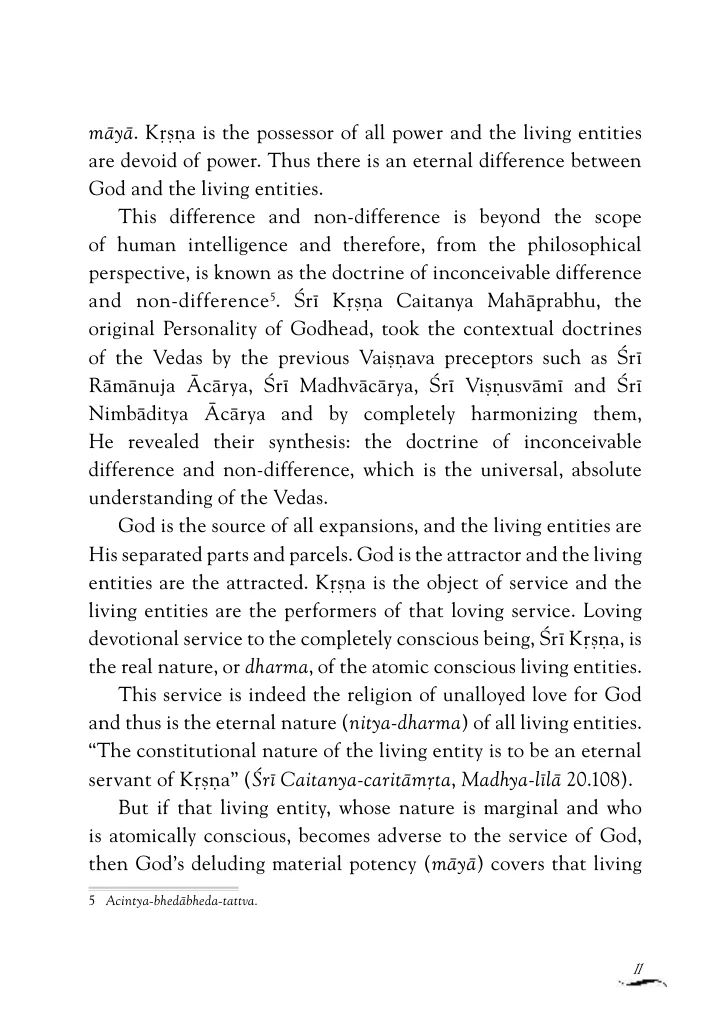 māyā. Kṛṣṇa is the possessor of all power and the living entities
are devoid of power. Thus there is an eternal difference between
God and the living entities.
This difference and non-difference is beyond the scope
of human intelligence and therefore, from the philosophical
perspective, is known as the doctrine of inconceivable difference
and non-difference⁵. Śrī Kṛṣṇa Caitanya Mahāprabhu, the
original Personality of Godhead, took the contextual doctrines
of the Vedas by the previous Vaiṣṇava preceptors such as Śrī
Rāmānuja Ācārya, Śrī Madhvācārya, Śrī Viṣṇusvāmī and Śrī
Nimbāditya Ācārya and by completely harmonizing them,
He revealed their synthesis: the doctrine of inconceivable
difference and non-difference, which is the universal, absolute
understanding of the Vedas.
God is the source of all expansions, and the living entities are
His separated parts and parcels. God is the attractor and the living
entities are the attracted. Kṛṣṇa is the object of service and the
living entities are the performers of that loving service. Loving
devotional service to the completely conscious being, Śrī Kṛṣṇa, is
the real nature, or dharma, of the atomic conscious living entities.
This service is indeed the religion of unalloyed love for God
and thus is the eternal nature (nitya-dharma) of all living entities.
“The constitutional nature of the living entity is to be an eternal
servant of Kṛṣṇa” (Śrī Caitanya-caritāmṛta, Madhya-līlā 20.108).
But if that living entity, whose nature is marginal and who
is atomically conscious, becomes adverse to the service of God,
then God’s deluding material potency (māyā) covers that living
5 Acintya-bhedābheda-tattva.
11